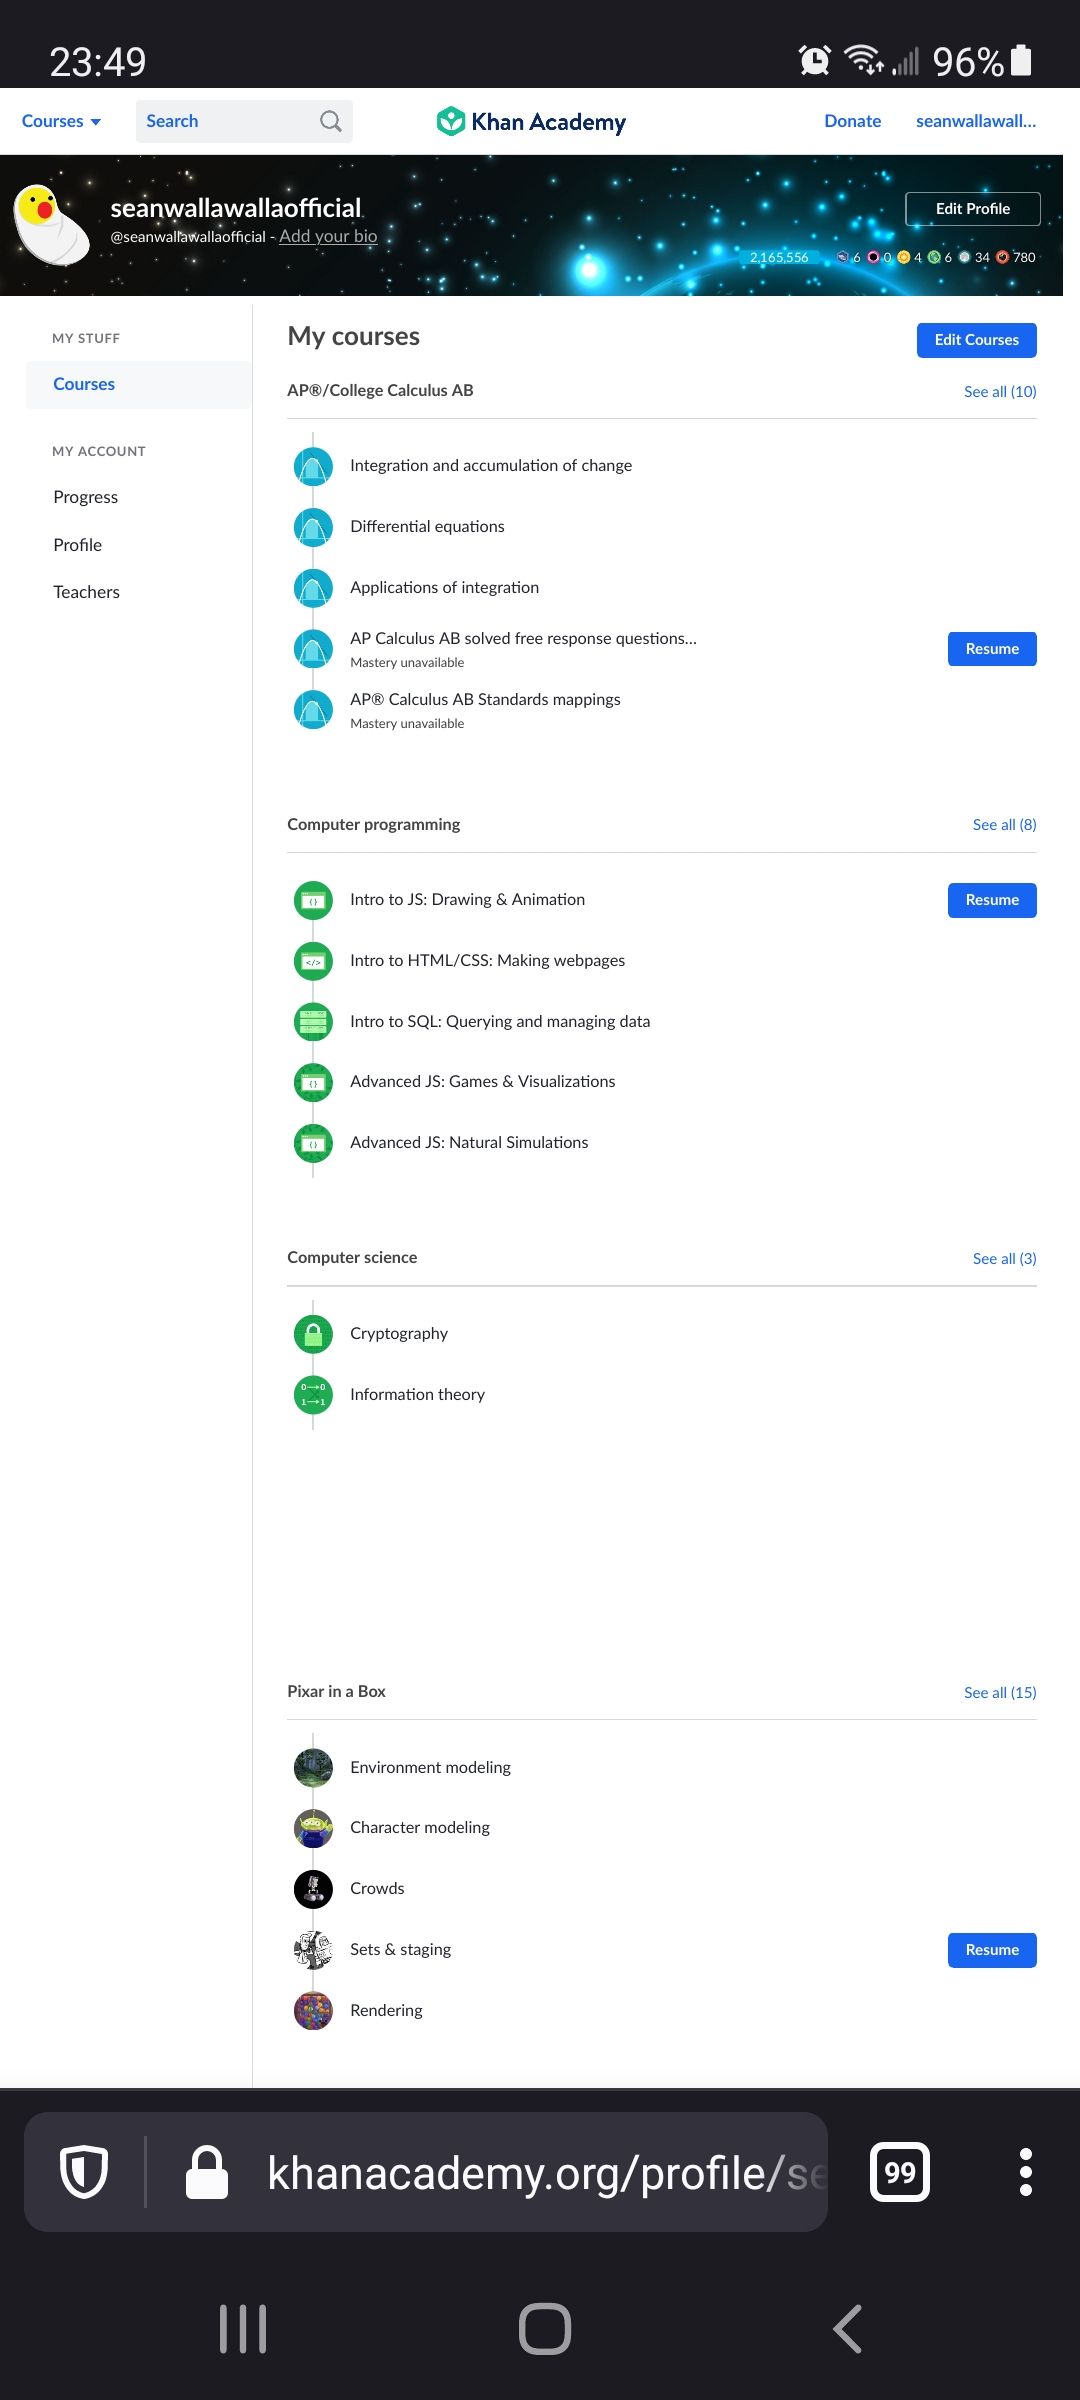 23:49
96%
Courses
Search
Khan Academy
Donate
seanwallawall...
seanwallawallaofficial
@seanwallawallaofficial - Add your bio
Edit Profile
2,165,556 6 0 4 6 34 780
MY STUFF
Courses
MY ACCOUNT
Progress
Profile
Teachers
My courses
Edit Courses
AP®/College Calculus AB
See all (10)
Integration and accumulation of change
Differential equations
Applications of integration
AP Calculus AB solved free response questions...
Mastery unavailable
Resume
AP® Calculus AB Standards mappings
Mastery unavailable
Computer programming
See all (8)
Intro to JS: Drawing & Animation
Resume
Intro to HTML/CSS: Making webpages
Intro to SQL: Querying and managing data
Advanced JS: Games & Visualizations
Advanced JS: Natural Simulations
Computer science
See all (3)
Cryptography
0→0
1→1
Information theory
Pixar in a Box
See all (15)
Environment modeling
Character modeling
Crowds
Sets & staging
Resume
Rendering
khanacademy.org/profile/se
99